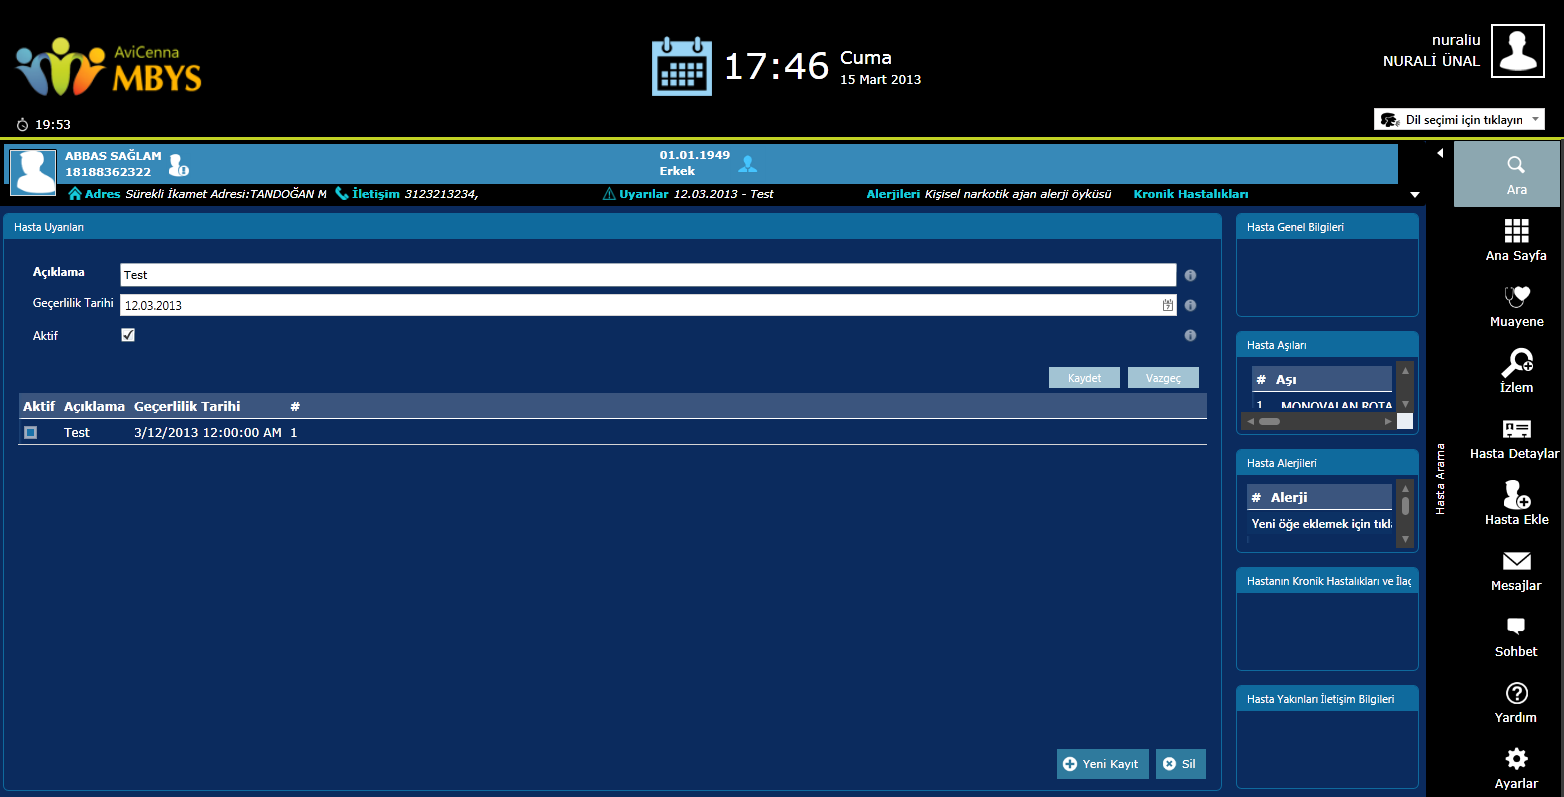 AviCenna
MBYS
19:53
17:46
Cuma
15 Mart 2013
nuraliu
NURALİ ÜNAL
Dil seçimi için tıklayın
ABBAS SAĞLAM
18188362322
01.01.1949
Erkek
Adres Sürekli İkamet Adresi:TANDOĞAN M İletişim 3123213234, Uyarılar 12.03.2013 - Test Alerjileri Kişisel narkotik ajan alerji öyküsü Kronik Hastalıkları
Hasta Uyarıları
Açıklama Test
Geçerlilik Tarihi 12.03.2013
Aktif
Kaydet Vazgeç
Aktif Açıklama Geçerlilik Tarihi #
Test 3/12/2013 12:00:00 AM 1
Yeni Kayıt Sil
Hasta Genel Bilgileri
Hasta Aşıları
# Aşı
1 MONOVALAN ROTA
Hasta Alerjileri
# Alerji
Yeni öğe eklemek için tıkl
Hastanın Kronik Hastalıkları ve İlaç
Hasta Yakınları İletişim Bilgileri
Hasta Arama
Ara
Ana Sayfa
Muayene
İzlem
Hasta Detaylar
Hasta Ekle
Mesajlar
Sohbet
Yardım
Ayarlar